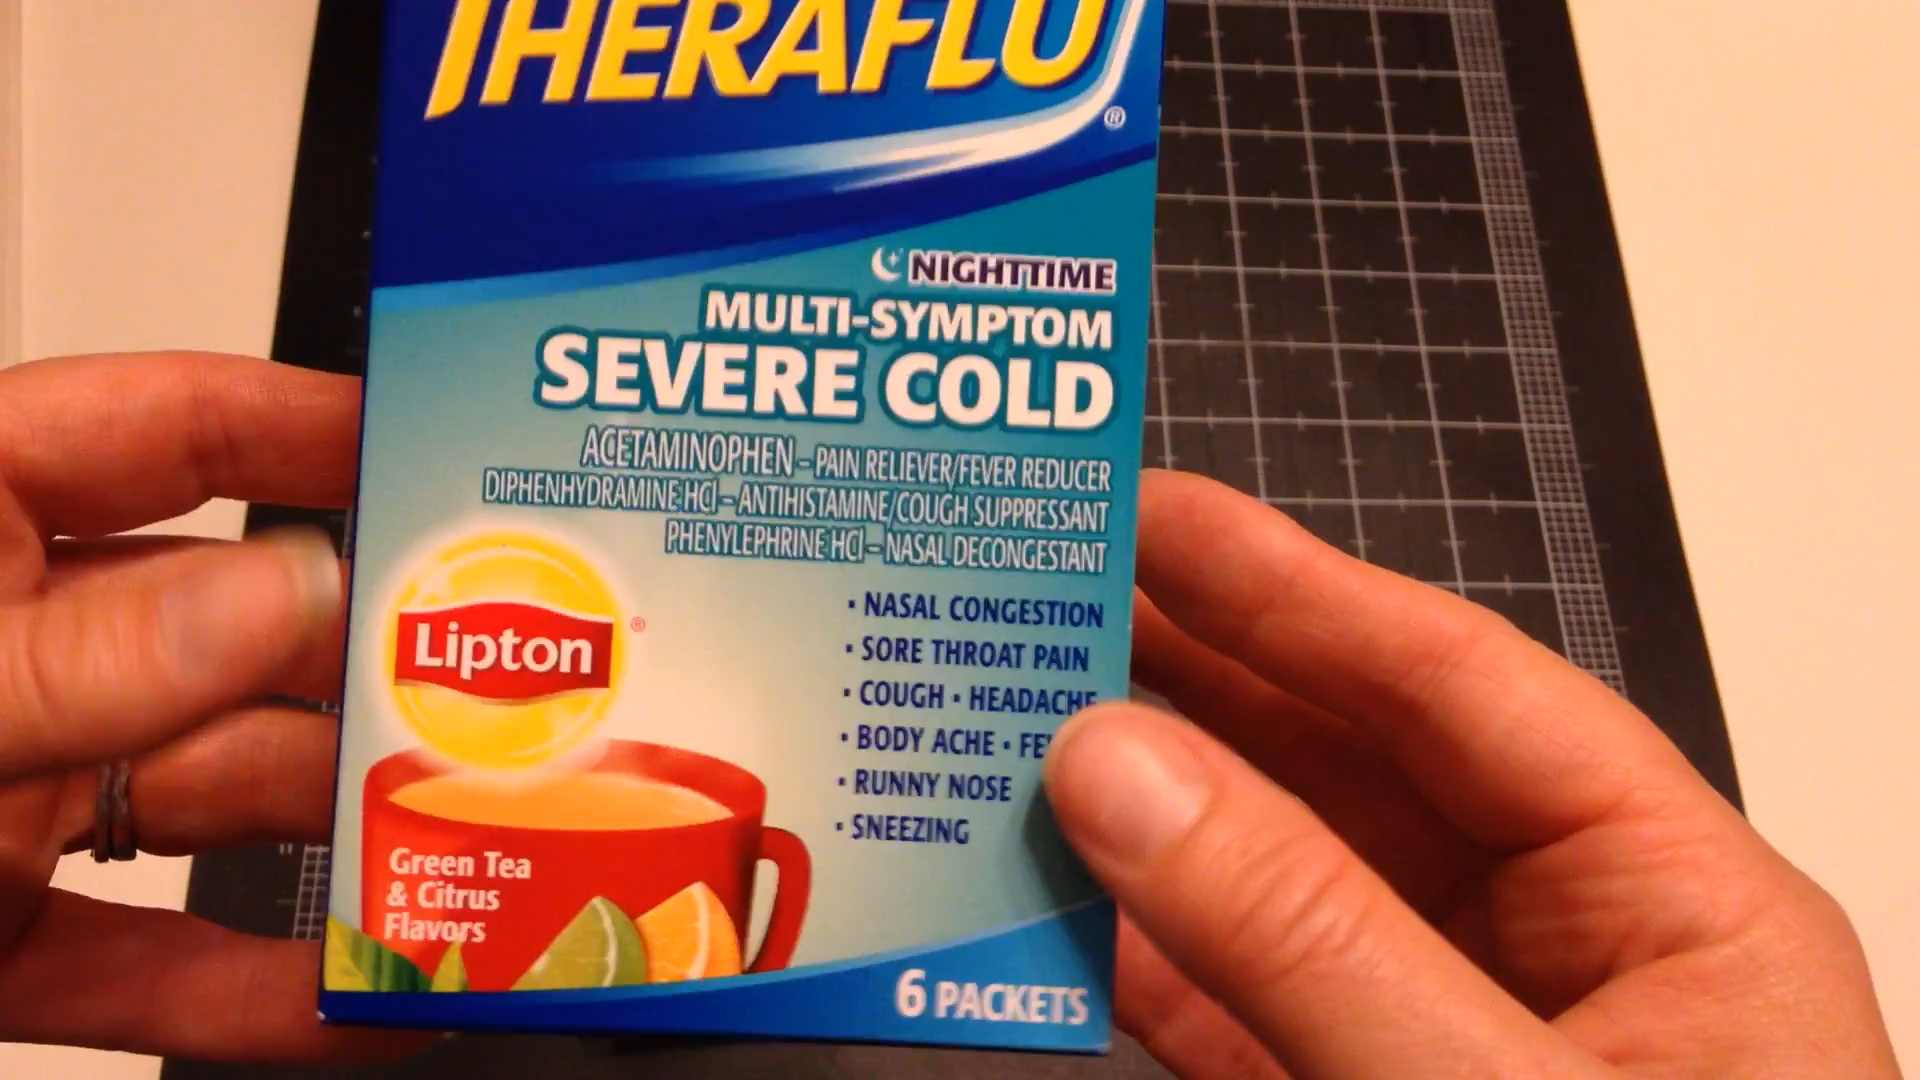 THERAFLU
®
NIGHTTIME
MULTI-SYMPTOM
SEVERE COLD
ACETAMINOPHEN – PAIN RELIEVER/FEVER REDUCER
DIPHENHYDRAMINE HCl – ANTIHISTAMINE/COUGH SUPPRESSANT
PHENYLEPHRINE HCl – NASAL DECONGESTANT
Lipton ®
• NASAL CONGESTION
• SORE THROAT PAIN
• COUGH • HEADACHE
• BODY ACHE •
• RUNNY NOSE
• SNEEZING
Green Tea
& Citrus
Flavors
6 PACKETS